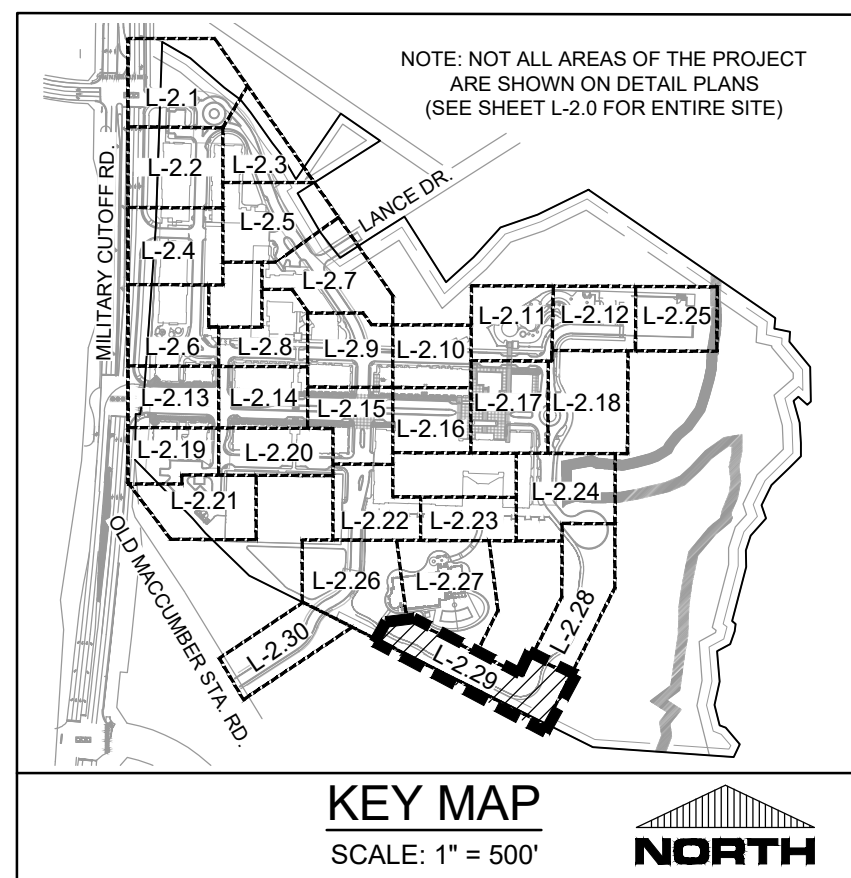 NOTE: NOT ALL AREAS OF THE PROJECT
ARE SHOWN ON DETAIL PLANS
(SEE SHEET L-2.0 FOR ENTIRE SITE)
MILITARY CUTOFF RD.
LANCE DR.
OLD MACCUMBER STA. RD.
L-2.1
L-2.2
L-2.3
L-2.4
L-2.5
L-2.7
L-2.6
L-2.8
L-2.9
L-2.10
L-2.11
L-2.12
L-2.25
L-2.13
L-2.14
L-2.15
L-2.16
L-2.17
L-2.18
L-2.19
L-2.20
L-2.21
L-2.22
L-2.23
L-2.24
L-2.26
L-2.27
L-2.28
L-2.29
L-2.30
KEY MAP
SCALE: 1" = 500'
NORTH